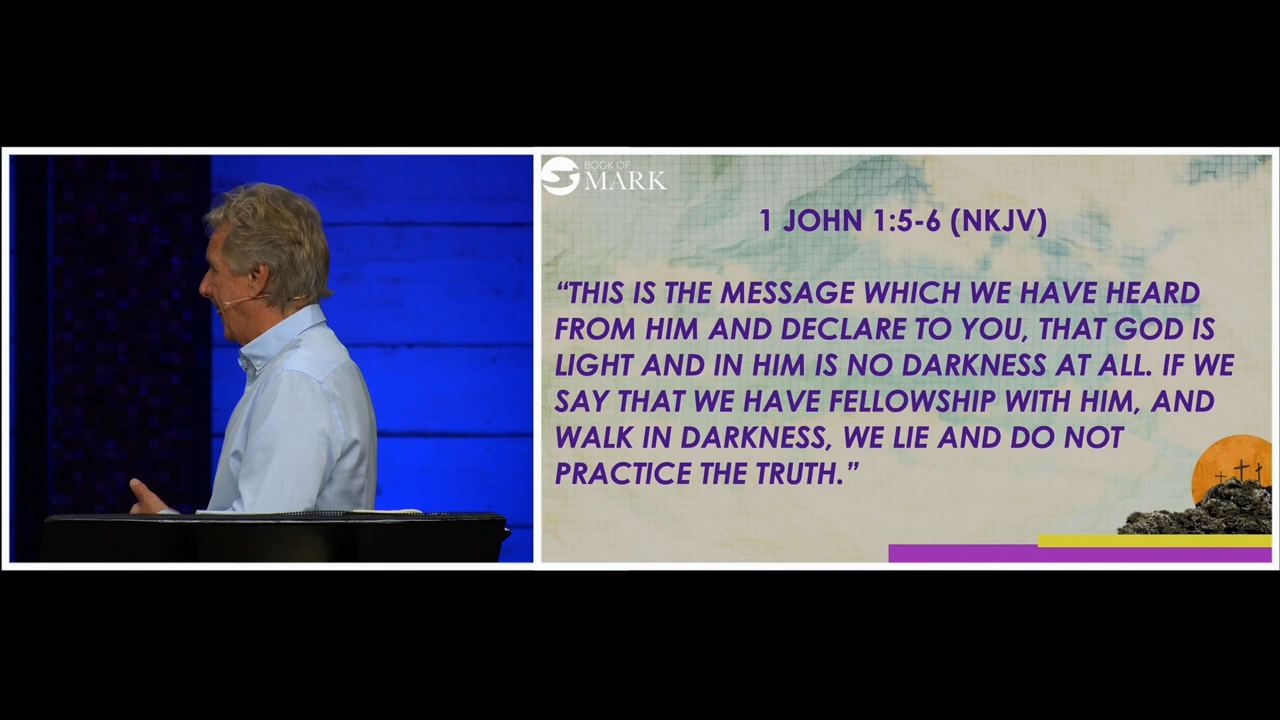 BOOK OF
MARK
1 JOHN 1:5-6 (NKJV)
“THIS IS THE MESSAGE WHICH WE HAVE HEARD
FROM HIM AND DECLARE TO YOU, THAT GOD IS
LIGHT AND IN HIM IS NO DARKNESS AT ALL. IF WE
SAY THAT WE HAVE FELLOWSHIP WITH HIM, AND
WALK IN DARKNESS, WE LIE AND DO NOT
PRACTICE THE TRUTH.”